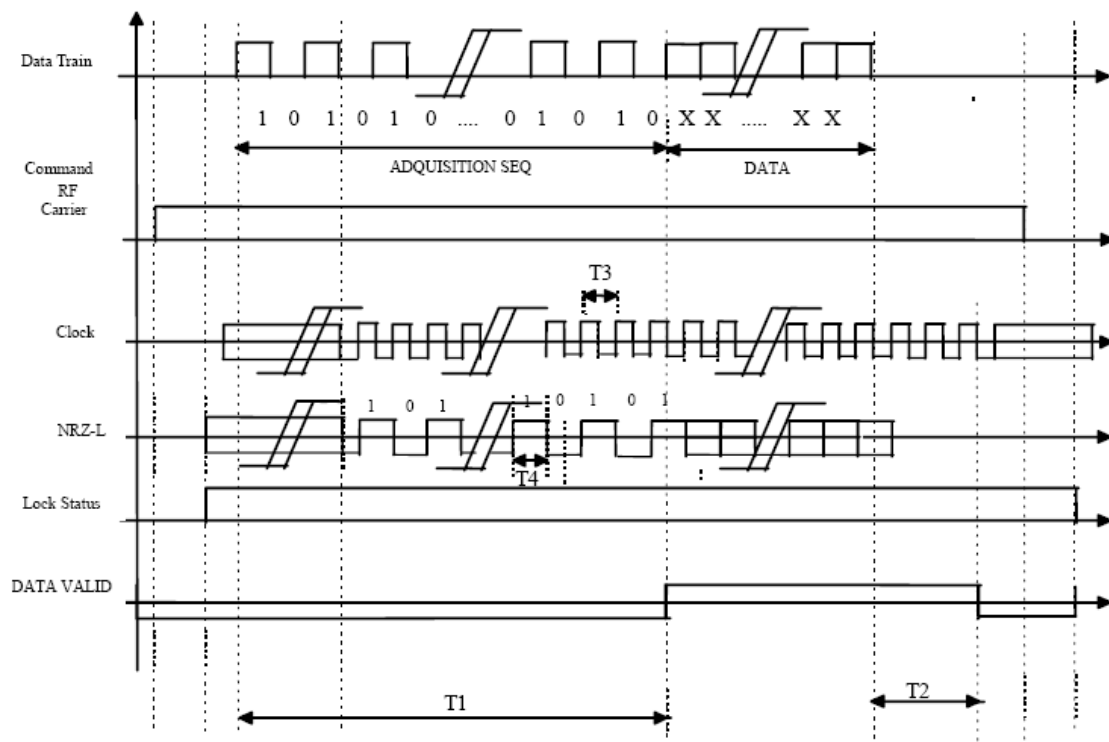 Data Train
1 0 1 0 1 0 .... 0 1 0 1 0 X X ..... X X
ADQUISITION SEQ
DATA
Command
RF
Carrier
T3
Clock
1 0 1
1 0 1 0 1
NRZ-L
T4
Lock Status
DATA VALID
T1
T2